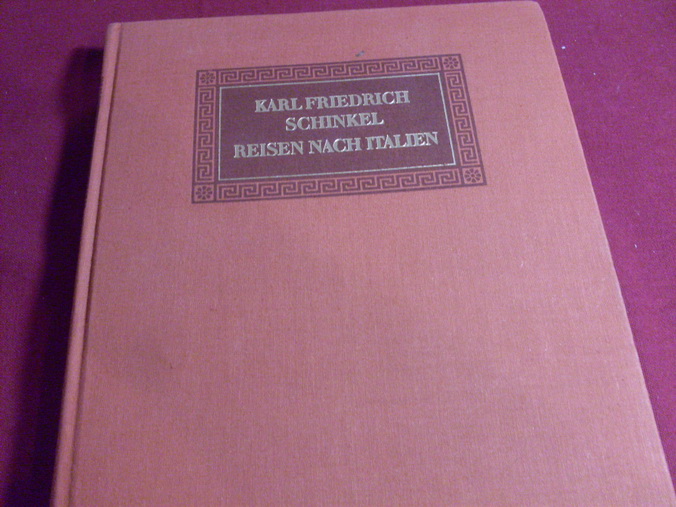 KARL FRIEDRICH
SCHINKEL
REISEN NACH ITALIEN